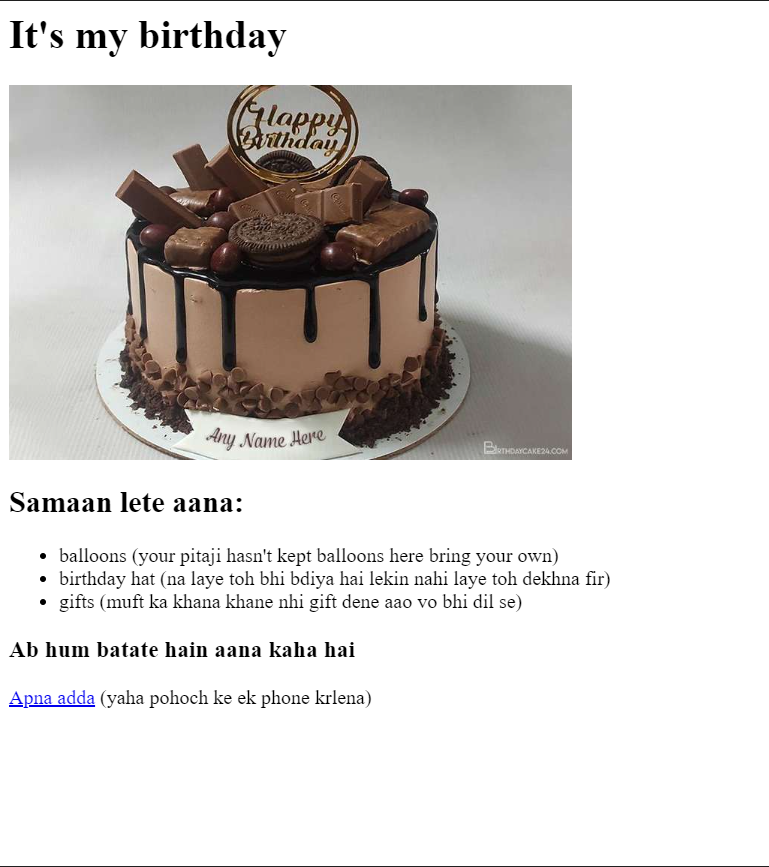 It's my birthday
Happy
Birthday
Any Name Here
BIRTHDAYCAKE24.COM
Samaan lete aana:
balloons (your pitaji hasn't kept balloons here bring your own)
birthday hat (na laye toh bhi bdiya hai lekin nahi laye toh dekhna fir)
gifts (muft ka khana khane nhi gift dene aao vo bhi dil se)
Ab hum batate hain aana kaha hai
Apna adda (yaha pohoch ke ek phone krlena)